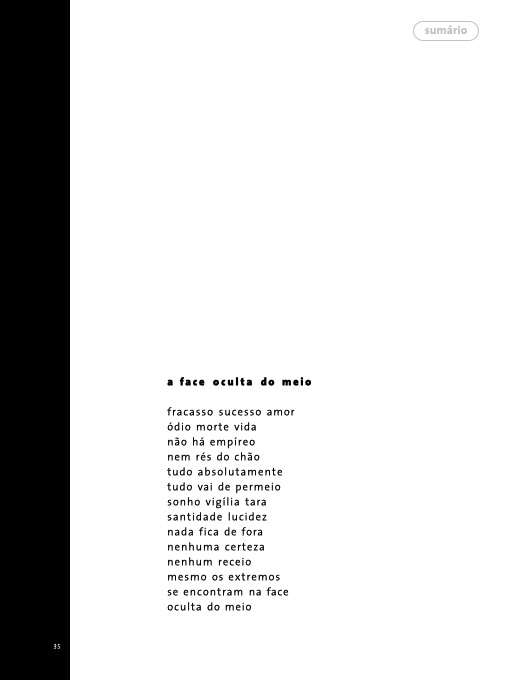 sumário
a face oculta do meio
fracasso sucesso amor
ódio morte vida
não há empíreo
nem rés do chão
tudo absolutamente
tudo vai de permeio
sonho vigília tara
santidade lucidez
nada fica de fora
nenhuma certeza
nenhum receio
mesmo os extremos
se encontram na face
oculta do meio
35